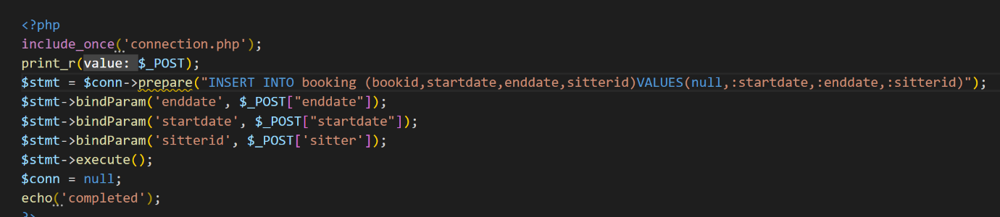 <?php
include_once('connection.php');
print_r(value: $_POST);
$stmt = $conn->prepare("INSERT INTO booking (bookid,startdate,enddate,sitterid)VALUES(null,:startdate,:enddate,:sitterid)");
$stmt->bindParam('enddate', $_POST["enddate"]);
$stmt->bindParam('startdate', $_POST["startdate"]);
$stmt->bindParam('sitterid', $_POST['sitter']);
$stmt->execute();
$conn = null;
echo('completed');
?>